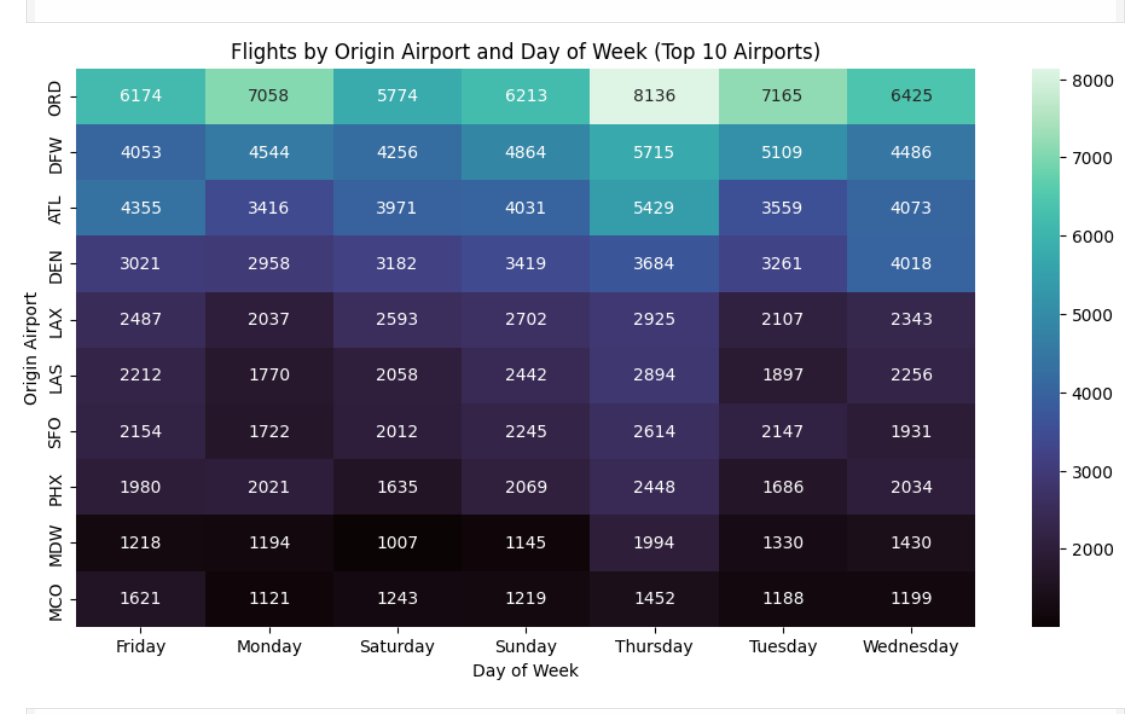 Flights by Origin Airport and Day of Week (Top 10 Airports)
ORD 6174 7058 5774 6213 8136 7165 6425
DFW 4053 4544 4256 4864 5715 5109 4486
ATL 4355 3416 3971 4031 5429 3559 4073
DEN 3021 2958 3182 3419 3684 3261 4018
LAX 2487 2037 2593 2702 2925 2107 2343
LAS 2212 1770 2058 2442 2894 1897 2256
SFO 2154 1722 2012 2245 2614 2147 1931
PHX 1980 2021 1635 2069 2448 1686 2034
MDW 1218 1194 1007 1145 1994 1330 1430
MCO 1621 1121 1243 1219 1452 1188 1199
Friday Monday Saturday Sunday Thursday Tuesday Wednesday
Day of Week
Origin Airport
8000
7000
6000
5000
4000
3000
2000